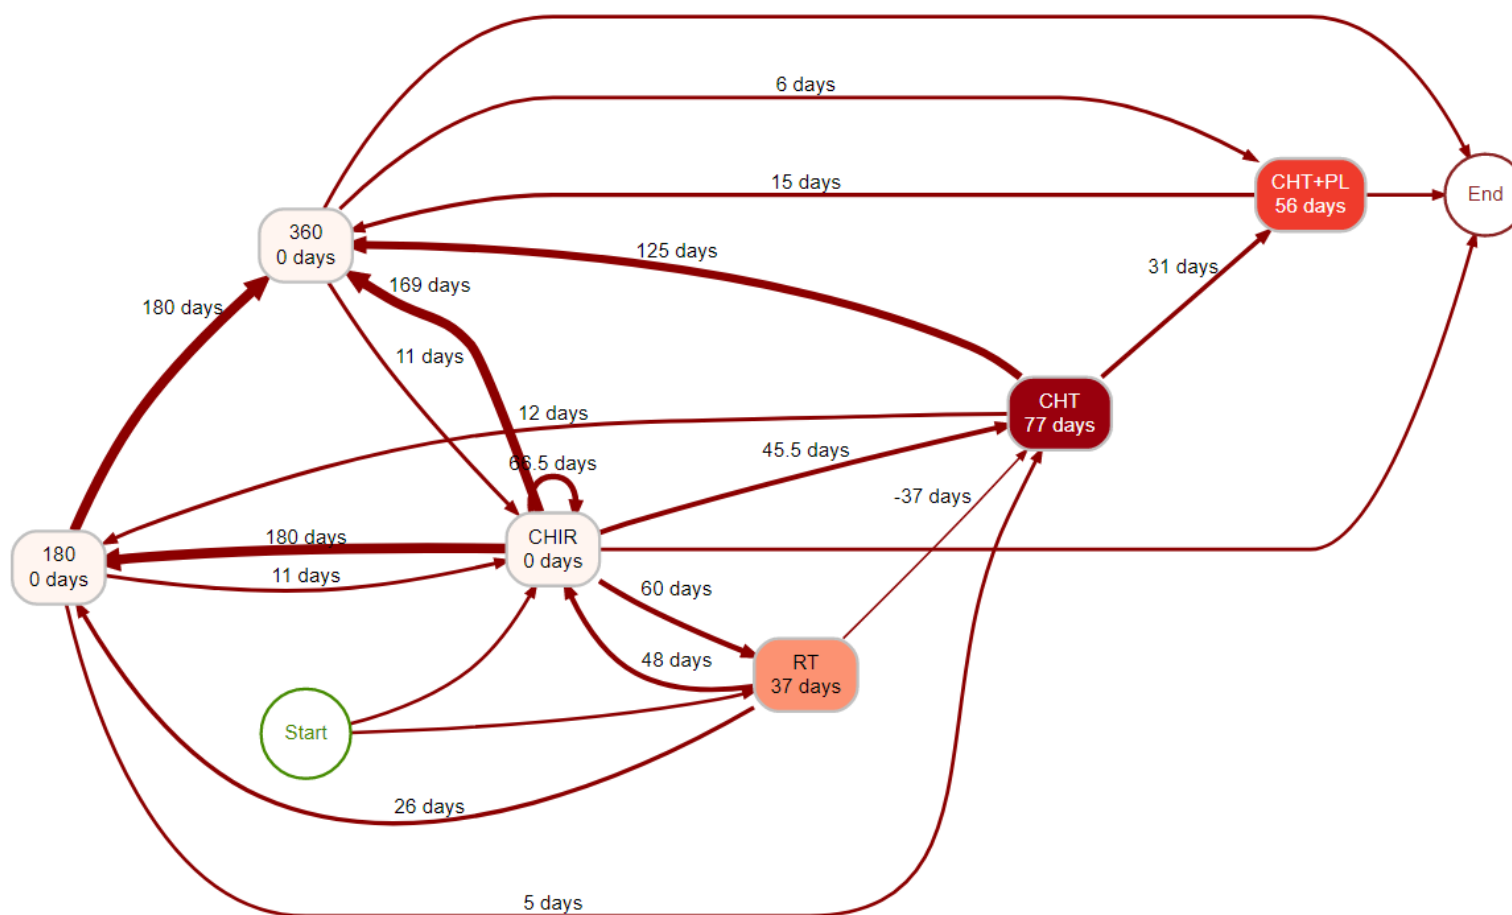 6 days
15 days
CHT+PL
56 days
End
360
0 days
125 days
31 days
169 days
180 days
11 days
12 days
CHT
77 days
45.5 days
66.5 days
-37 days
180
0 days
180 days
CHIR
0 days
11 days
60 days
48 days
RT
37 days
Start
26 days
5 days